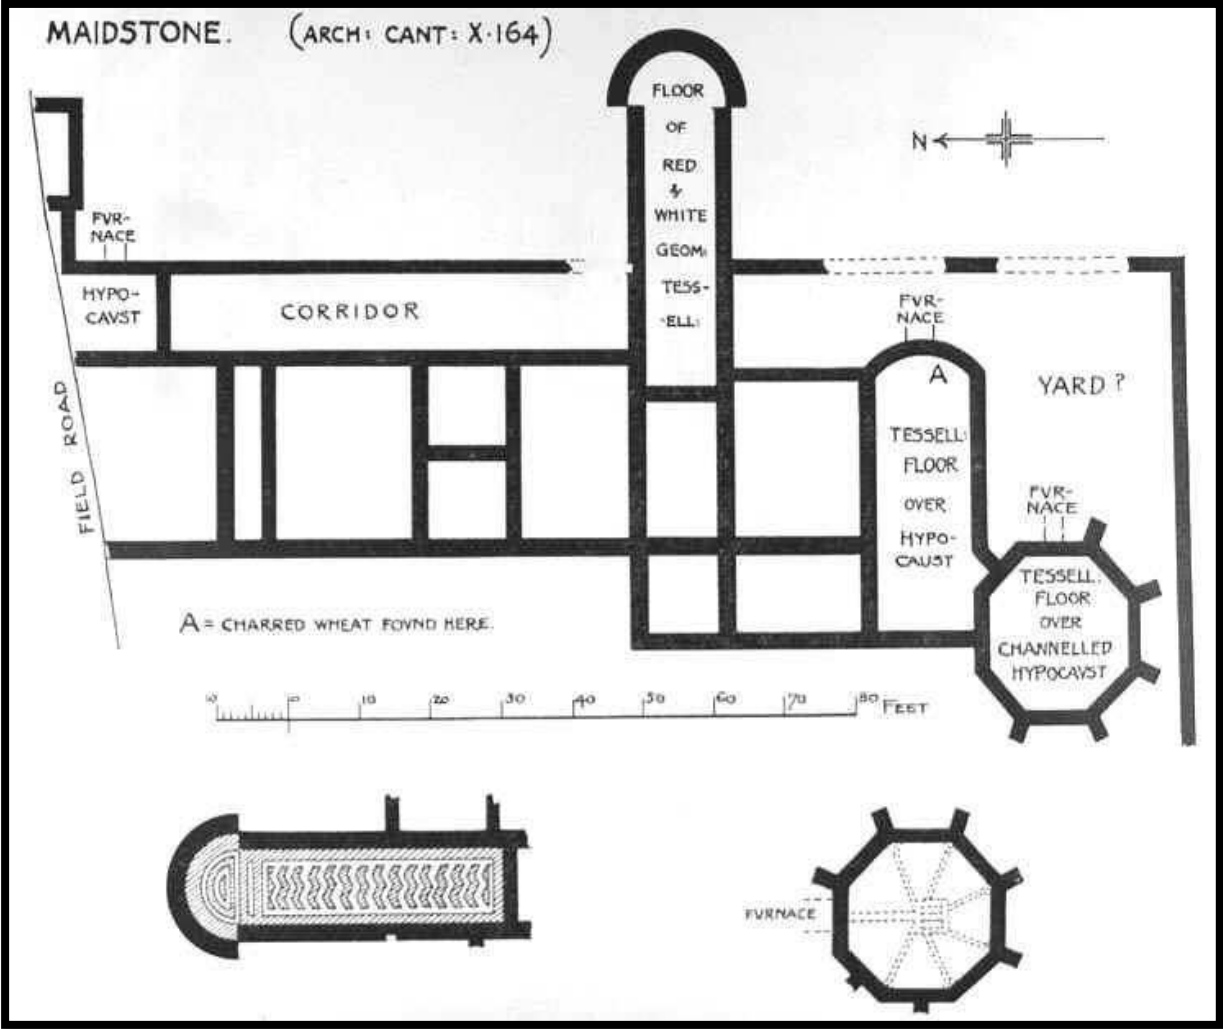 MAIDSTONE. (ARCH: CANT: X·164)
FLOOR
OF
RED
&
WHITE
GEOM:
TESS-
-ELL:
N
FVR-
NACE
HYPO-
CAVST
CORRIDOR
FVR-
NACE
A
YARD ?
FIELD ROAD
TESSELL:
FLOOR
OVER
HYPO-
CAUST
FVR-
NACE
TESSELL:
FLOOR
OVER
CHANNELLED
HYPOCAVST
A = CHARRED WHEAT FOVND HERE.
10 0 10 20 30 40 50 60 70 80 FEET
FVRNACE